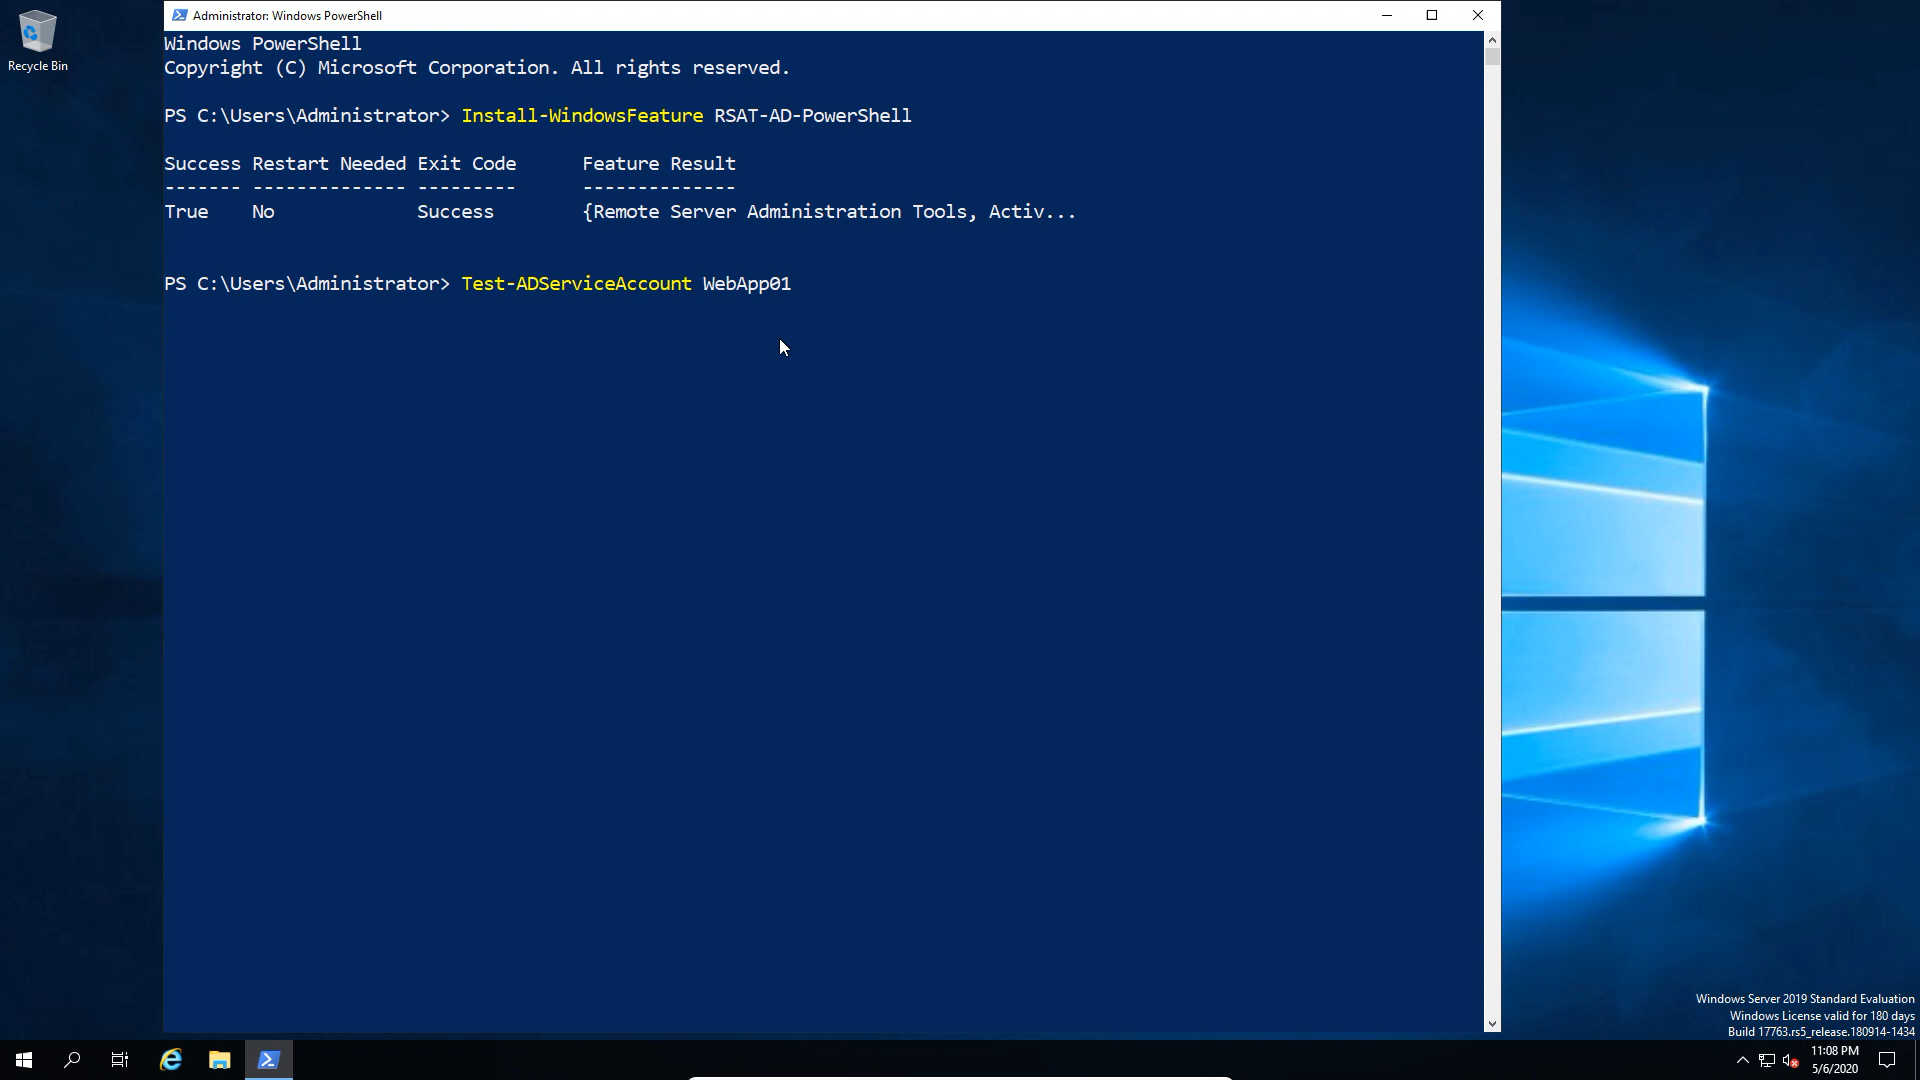 Recycle Bin
Administrator: Windows PowerShell
Windows PowerShell
Copyright (C) Microsoft Corporation. All rights reserved.
PS C:\Users\Administrator> Install-WindowsFeature RSAT-AD-PowerShell
Success Restart Needed Exit Code      Feature Result
------- -------------- ---------      --------------
True    No             Success        {Remote Server Administration Tools, Activ...
PS C:\Users\Administrator> Test-ADServiceAccount WebApp01
Windows Server 2019 Standard Evaluation
Windows License valid for 180 days
Build 17763.rs5_release.180914-1434
11:08 PM
5/6/2020